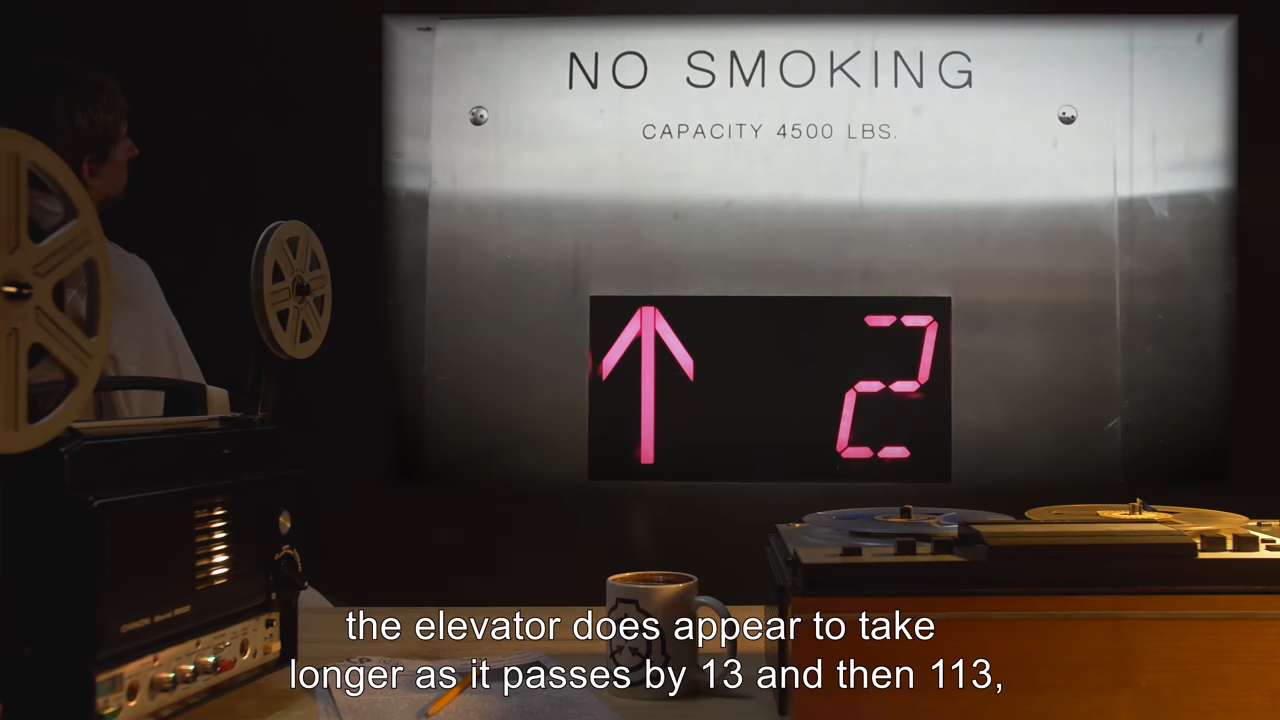 NO SMOKING
CAPACITY 4500 LBS.
2
the elevator does appear to take
longer as it passes by 13 and then 113,